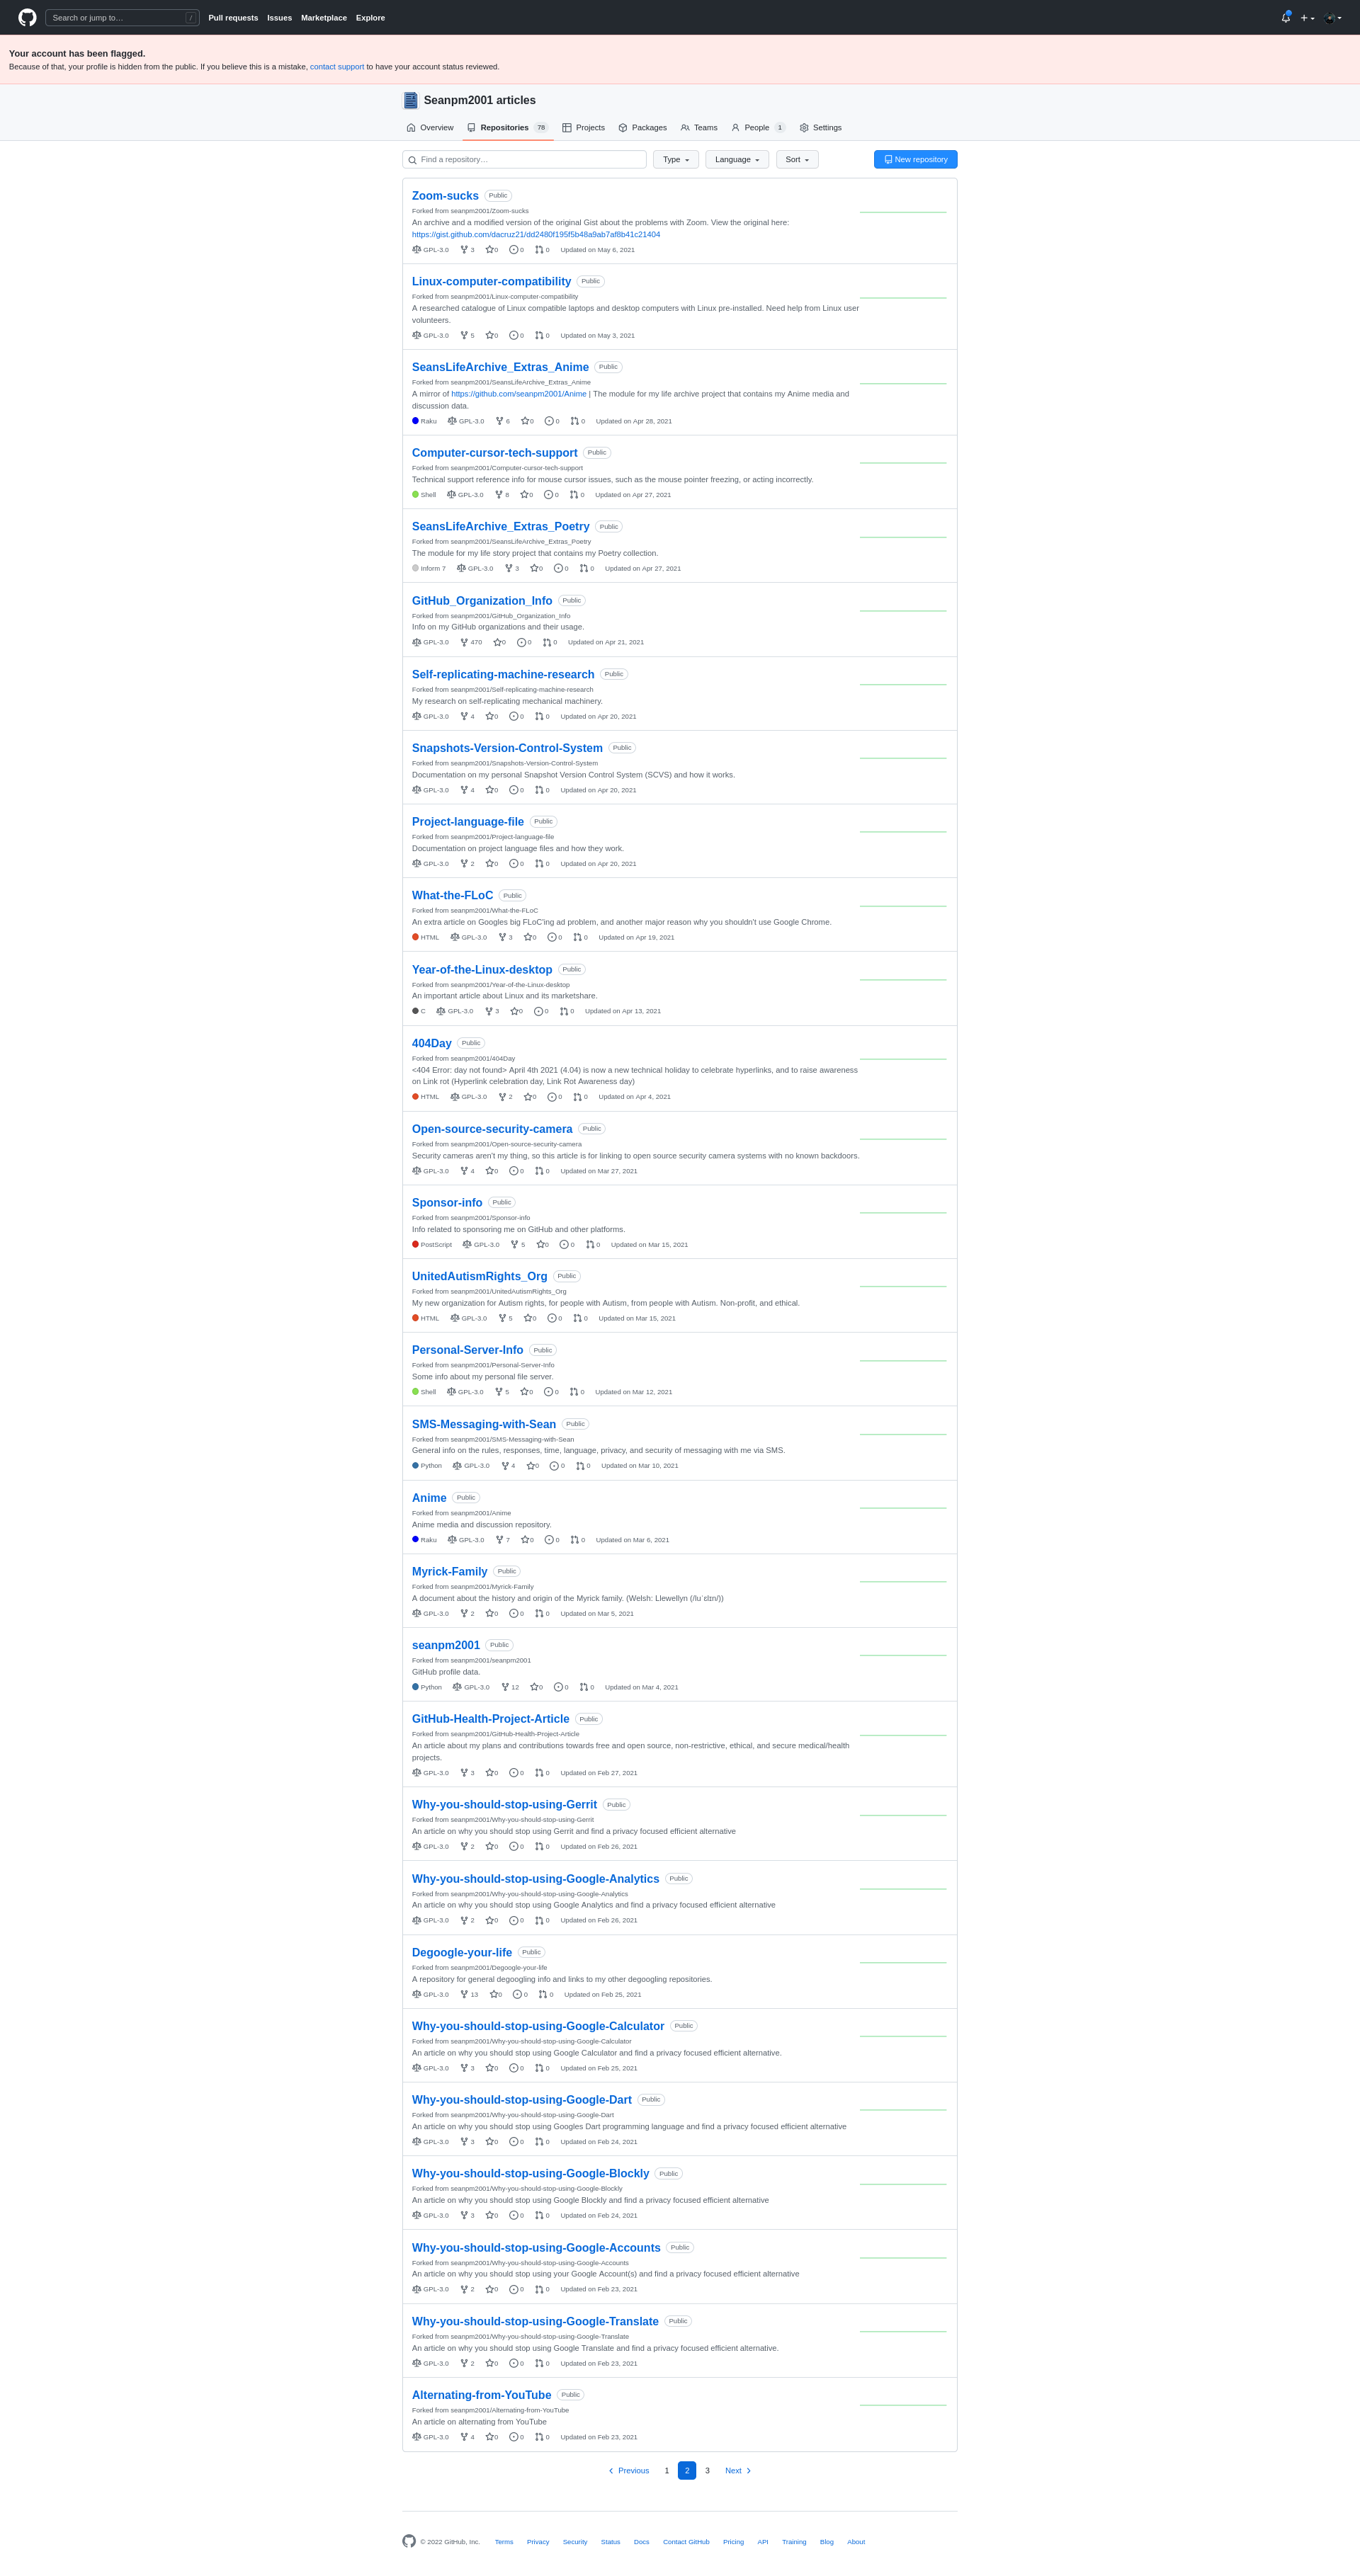 Search or jump to… /
Pull requests Issues Marketplace Explore
Your account has been flagged.
Because of that, your profile is hidden from the public. If you believe this is a mistake, contact support to have your account status reviewed.
Seanpm2001 articles
Overview Repositories 78 Projects Packages Teams People 1 Settings
Find a repository… Type Language Sort New repository
Zoom-sucks Public
Forked from seanpm2001/Zoom-sucks
An archive and a modified version of the original Gist about the problems with Zoom. View the original here:
https://gist.github.com/dacruz21/dd2480f195f5b48a9ab7af8b41c21404
GPL-3.0 3 0 0 0 Updated on May 6, 2021
Linux-computer-compatibility Public
Forked from seanpm2001/Linux-computer-compatibility
A researched catalogue of Linux compatible laptops and desktop computers with Linux pre-installed. Need help from Linux user
volunteers.
GPL-3.0 5 0 0 0 Updated on May 3, 2021
SeansLifeArchive_Extras_Anime Public
Forked from seanpm2001/SeansLifeArchive_Extras_Anime
A mirror of https://github.com/seanpm2001/Anime | The module for my life archive project that contains my Anime media and
discussion data.
Raku GPL-3.0 6 0 0 0 Updated on Apr 28, 2021
Computer-cursor-tech-support Public
Forked from seanpm2001/Computer-cursor-tech-support
Technical support reference info for mouse cursor issues, such as the mouse pointer freezing, or acting incorrectly.
Shell GPL-3.0 8 0 0 0 Updated on Apr 27, 2021
SeansLifeArchive_Extras_Poetry Public
Forked from seanpm2001/SeansLifeArchive_Extras_Poetry
The module for my life story project that contains my Poetry collection.
Inform 7 GPL-3.0 3 0 0 0 Updated on Apr 27, 2021
GitHub_Organization_Info Public
Forked from seanpm2001/GitHub_Organization_Info
Info on my GitHub organizations and their usage.
GPL-3.0 470 0 0 0 Updated on Apr 21, 2021
Self-replicating-machine-research Public
Forked from seanpm2001/Self-replicating-machine-research
My research on self-replicating mechanical machinery.
GPL-3.0 4 0 0 0 Updated on Apr 20, 2021
Snapshots-Version-Control-System Public
Forked from seanpm2001/Snapshots-Version-Control-System
Documentation on my personal Snapshot Version Control System (SCVS) and how it works.
GPL-3.0 4 0 0 0 Updated on Apr 20, 2021
Project-language-file Public
Forked from seanpm2001/Project-language-file
Documentation on project language files and how they work.
GPL-3.0 2 0 0 0 Updated on Apr 20, 2021
What-the-FLoC Public
Forked from seanpm2001/What-the-FLoC
An extra article on Googles big FLoC'ing ad problem, and another major reason why you shouldn't use Google Chrome.
HTML GPL-3.0 3 0 0 0 Updated on Apr 19, 2021
Year-of-the-Linux-desktop Public
Forked from seanpm2001/Year-of-the-Linux-desktop
An important article about Linux and its marketshare.
C GPL-3.0 3 0 0 0 Updated on Apr 13, 2021
404Day Public
Forked from seanpm2001/404Day
<404 Error: day not found> April 4th 2021 (4.04) is now a new technical holiday to celebrate hyperlinks, and to raise awareness
on Link rot (Hyperlink celebration day, Link Rot Awareness day)
HTML GPL-3.0 2 0 0 0 Updated on Apr 4, 2021
Open-source-security-camera Public
Forked from seanpm2001/Open-source-security-camera
Security cameras aren't my thing, so this article is for linking to open source security camera systems with no known backdoors.
GPL-3.0 4 0 0 0 Updated on Mar 27, 2021
Sponsor-info Public
Forked from seanpm2001/Sponsor-info
Info related to sponsoring me on GitHub and other platforms.
PostScript GPL-3.0 5 0 0 0 Updated on Mar 15, 2021
UnitedAutismRights_Org Public
Forked from seanpm2001/UnitedAutismRights_Org
My new organization for Autism rights, for people with Autism, from people with Autism. Non-profit, and ethical.
HTML GPL-3.0 5 0 0 0 Updated on Mar 15, 2021
Personal-Server-Info Public
Forked from seanpm2001/Personal-Server-Info
Some info about my personal file server.
Shell GPL-3.0 5 0 0 0 Updated on Mar 12, 2021
SMS-Messaging-with-Sean Public
Forked from seanpm2001/SMS-Messaging-with-Sean
General info on the rules, responses, time, language, privacy, and security of messaging with me via SMS.
Python GPL-3.0 4 0 0 0 Updated on Mar 10, 2021
Anime Public
Forked from seanpm2001/Anime
Anime media and discussion repository.
Raku GPL-3.0 7 0 0 0 Updated on Mar 6, 2021
Myrick-Family Public
Forked from seanpm2001/Myrick-Family
A document about the history and origin of the Myrick family. (Welsh: Llewellyn (/luˈɛlɪn/))
GPL-3.0 2 0 0 0 Updated on Mar 5, 2021
seanpm2001 Public
Forked from seanpm2001/seanpm2001
GitHub profile data.
Python GPL-3.0 12 0 0 0 Updated on Mar 4, 2021
GitHub-Health-Project-Article Public
Forked from seanpm2001/GitHub-Health-Project-Article
An article about my plans and contributions towards free and open source, non-restrictive, ethical, and secure medical/health
projects.
GPL-3.0 3 0 0 0 Updated on Feb 27, 2021
Why-you-should-stop-using-Gerrit Public
Forked from seanpm2001/Why-you-should-stop-using-Gerrit
An article on why you should stop using Gerrit and find a privacy focused efficient alternative
GPL-3.0 2 0 0 0 Updated on Feb 26, 2021
Why-you-should-stop-using-Google-Analytics Public
Forked from seanpm2001/Why-you-should-stop-using-Google-Analytics
An article on why you should stop using Google Analytics and find a privacy focused efficient alternative
GPL-3.0 2 0 0 0 Updated on Feb 26, 2021
Degoogle-your-life Public
Forked from seanpm2001/Degoogle-your-life
A repository for general degoogling info and links to my other degoogling repositories.
GPL-3.0 13 0 0 0 Updated on Feb 25, 2021
Why-you-should-stop-using-Google-Calculator Public
Forked from seanpm2001/Why-you-should-stop-using-Google-Calculator
An article on why you should stop using Google Calculator and find a privacy focused efficient alternative.
GPL-3.0 3 0 0 0 Updated on Feb 25, 2021
Why-you-should-stop-using-Google-Dart Public
Forked from seanpm2001/Why-you-should-stop-using-Google-Dart
An article on why you should stop using Googles Dart programming language and find a privacy focused efficient alternative
GPL-3.0 3 0 0 0 Updated on Feb 24, 2021
Why-you-should-stop-using-Google-Blockly Public
Forked from seanpm2001/Why-you-should-stop-using-Google-Blockly
An article on why you should stop using Google Blockly and find a privacy focused efficient alternative
GPL-3.0 3 0 0 0 Updated on Feb 24, 2021
Why-you-should-stop-using-Google-Accounts Public
Forked from seanpm2001/Why-you-should-stop-using-Google-Accounts
An article on why you should stop using your Google Account(s) and find a privacy focused efficient alternative
GPL-3.0 2 0 0 0 Updated on Feb 23, 2021
Why-you-should-stop-using-Google-Translate Public
Forked from seanpm2001/Why-you-should-stop-using-Google-Translate
An article on why you should stop using Google Translate and find a privacy focused efficient alternative.
GPL-3.0 2 0 0 0 Updated on Feb 23, 2021
Alternating-from-YouTube Public
Forked from seanpm2001/Alternating-from-YouTube
An article on alternating from YouTube
GPL-3.0 4 0 0 0 Updated on Feb 23, 2021
Previous 1 2 3 Next
© 2022 GitHub, Inc. Terms Privacy Security Status Docs Contact GitHub Pricing API Training Blog About